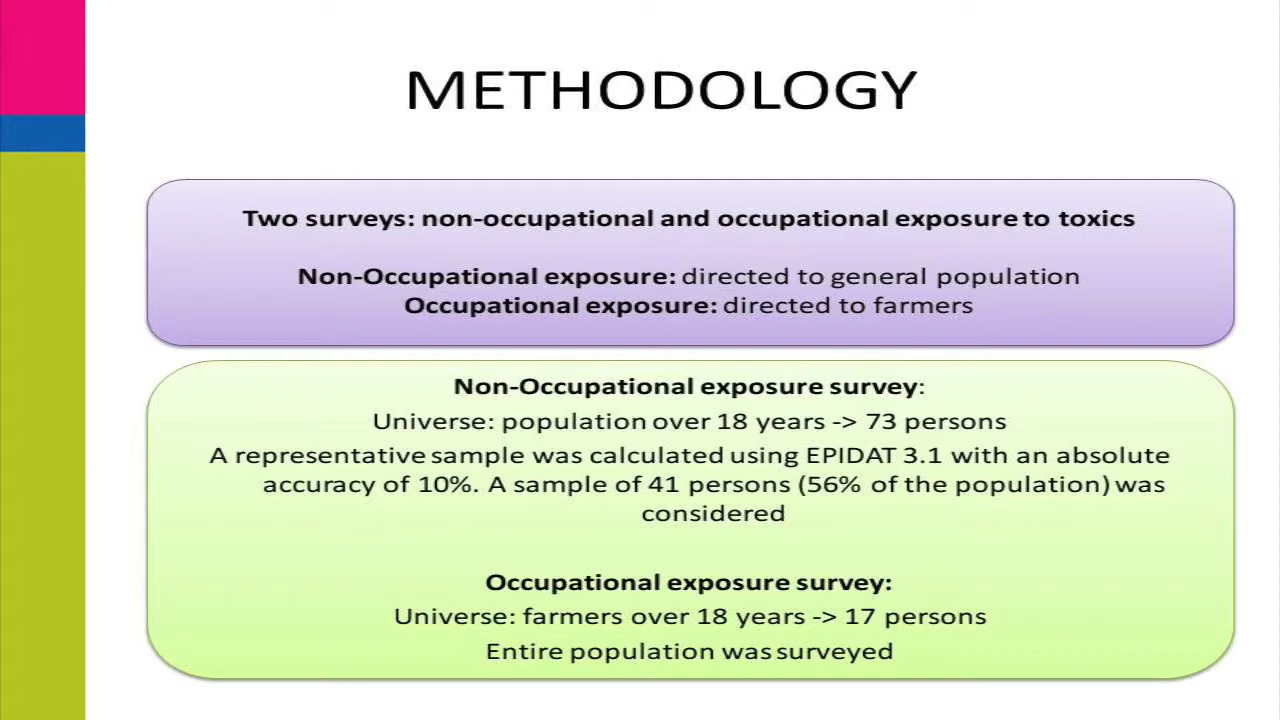 METHODOLOGY
Two surveys: non-occupational and occupational exposure to toxics
Non-Occupational exposure: directed to general population
Occupational exposure: directed to farmers
Non-Occupational exposure survey:
Universe: population over 18 years -> 73 persons
A representative sample was calculated using EPIDAT 3.1 with an absolute
accuracy of 10%. A sample of 41 persons (56% of the population) was
considered
Occupational exposure survey:
Universe: farmers over 18 years -> 17 persons
Entire population was surveyed